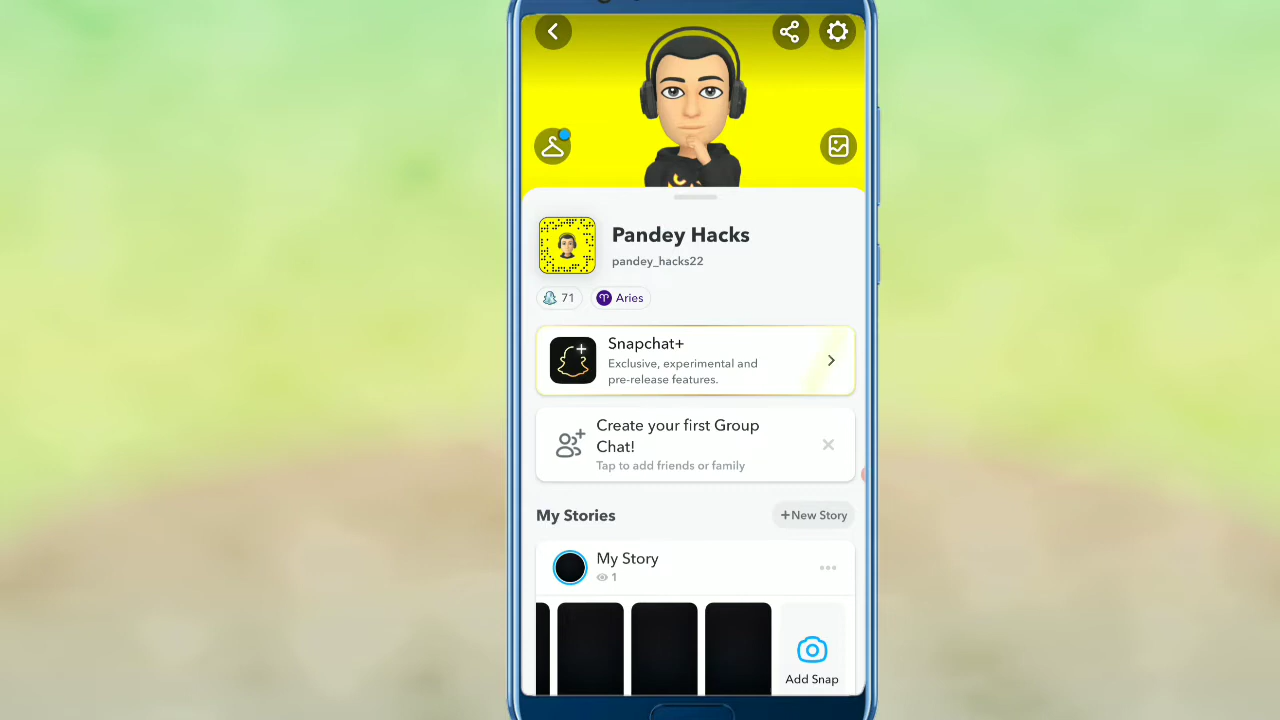 Pandey Hacks
pandey_hacks22
71
Aries
Snapchat+
Exclusive, experimental and
pre-release features.
Create your first Group
Chat!
Tap to add friends or family
My Stories
+New Story
My Story
1
Add Snap